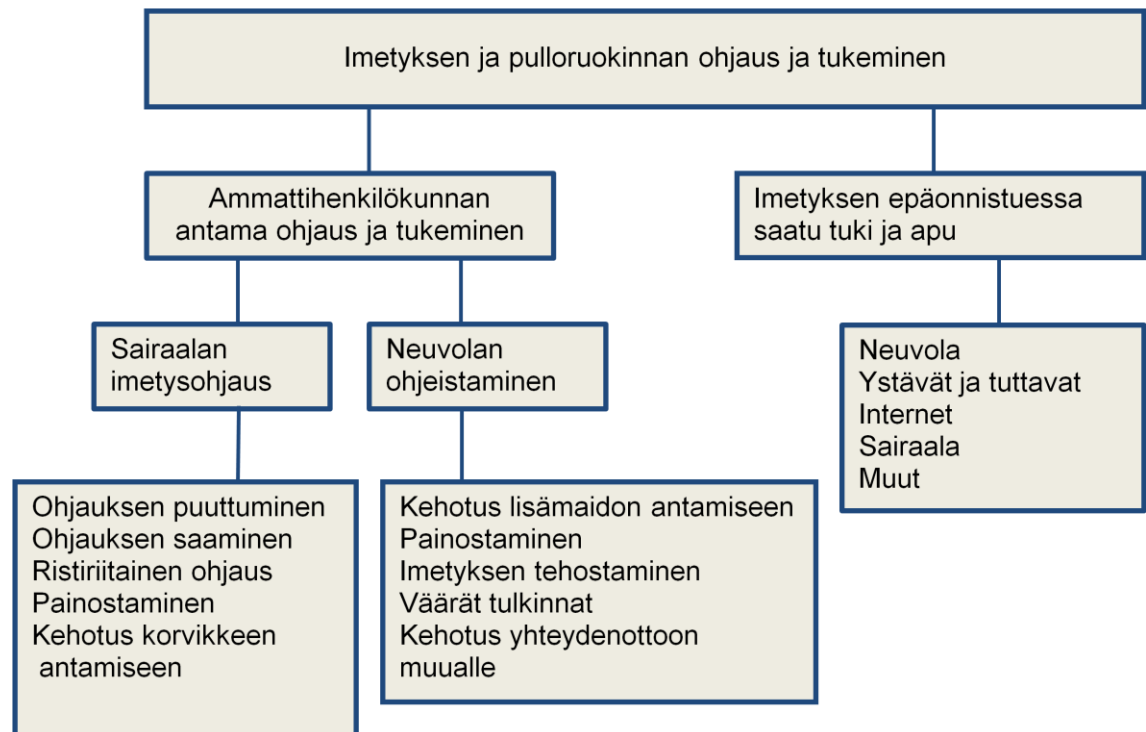 Imetyksen ja pulloruokinnan ohjaus ja tukeminen
Ammattihenkilökunnan
antama ohjaus ja tukeminen
Imetyksen epäonnistuessa
saatu tuki ja apu
Sairaalan
imetysohjaus
Neuvolan
ohjeistaminen
Neuvola
Ystävät ja tuttavat
Internet
Sairaala
Muut
Ohjauksen puuttuminen
Ohjauksen saaminen
Ristiriitainen ohjaus
Painostaminen
Kehotus korvikkeen
antamiseen
Kehotus lisämaidon antamiseen
Painostaminen
Imetyksen tehostaminen
Väärät tulkinnat
Kehotus yhteydenottoon
muualle